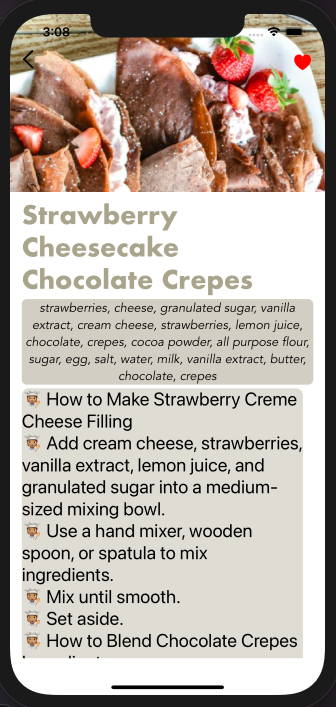 3:08
Strawberry
Cheesecake
Chocolate Crepes
strawberries, cheese, granulated sugar, vanilla
extract, cream cheese, strawberries, lemon juice,
chocolate, crepes, cocoa powder, all purpose flour,
sugar, egg, salt, water, milk, vanilla extract, butter,
chocolate, crepes
How to Make Strawberry Creme
Cheese Filling
Add cream cheese, strawberries,
vanilla extract, lemon juice, and
granulated sugar into a medium-
sized mixing bowl.
Use a hand mixer, wooden
spoon, or spatula to mix
ingredients.
Mix until smooth.
Set aside.
How to Blend Chocolate Crepes